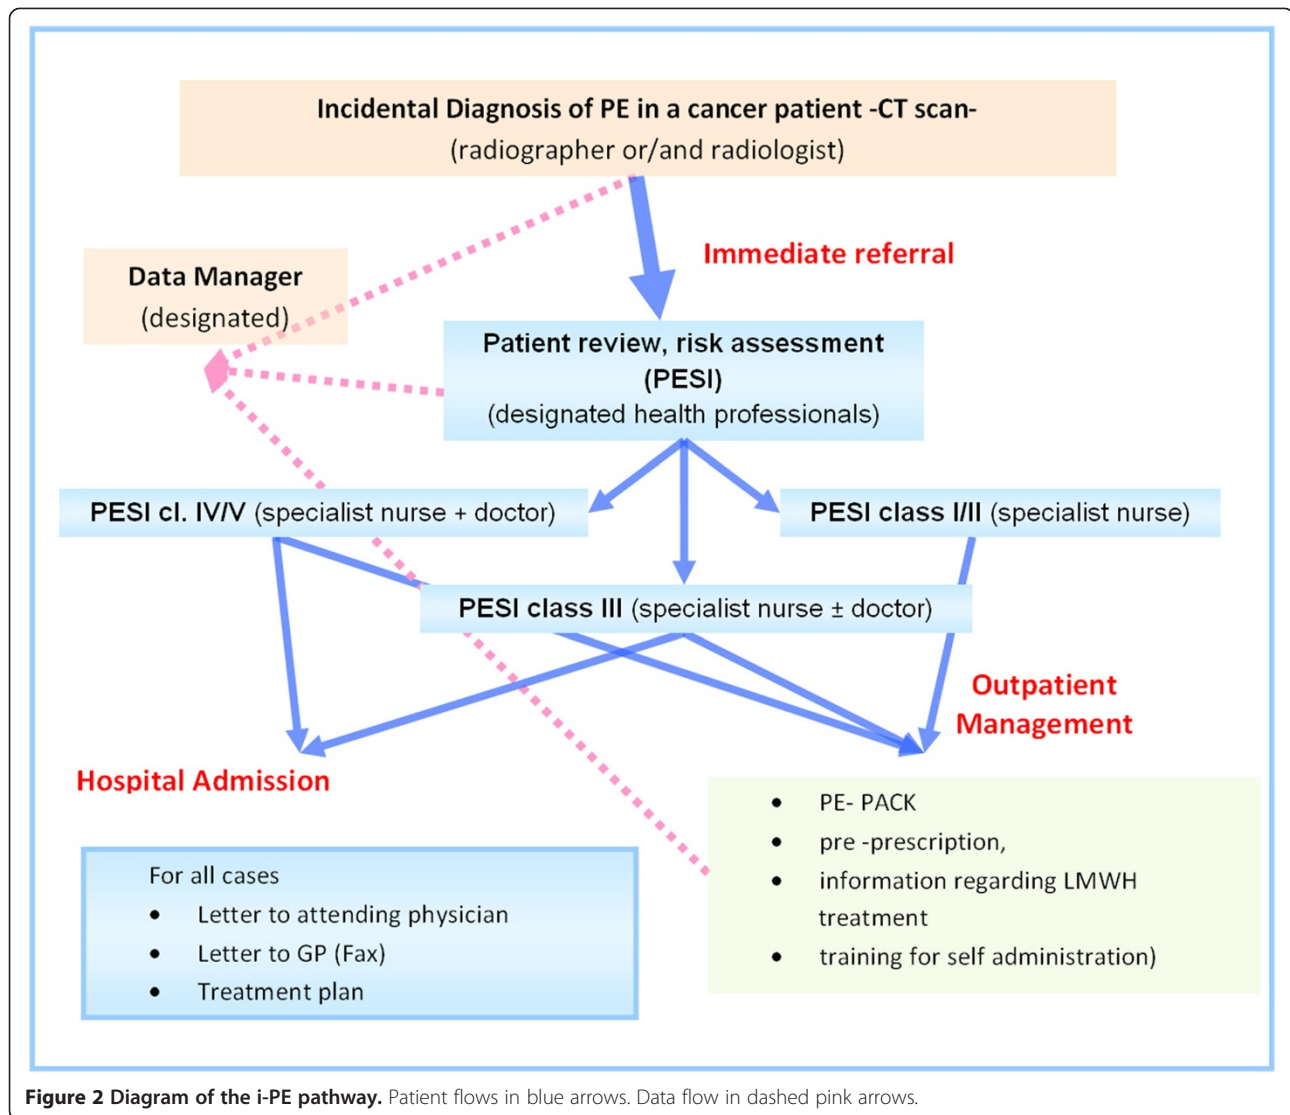 Incidental Diagnosis of PE in a cancer patient -CT scan-
(radiographer or/and radiologist)
Immediate referral
Data Manager
(designated)
Patient review, risk assessment
(PESI)
(designated health professionals)
PESI cl. IV/V (specialist nurse + doctor)
PESI class I/II (specialist nurse)
PESI class III (specialist nurse ± doctor)
Outpatient
Management
Hospital Admission
• PE- PACK
• pre -prescription,
• information regarding LMWH
treatment
• training for self administration)
For all cases
• Letter to attending physician
• Letter to GP (Fax)
• Treatment plan
Figure 2 Diagram of the i-PE pathway. Patient flows in blue arrows. Data flow in dashed pink arrows.